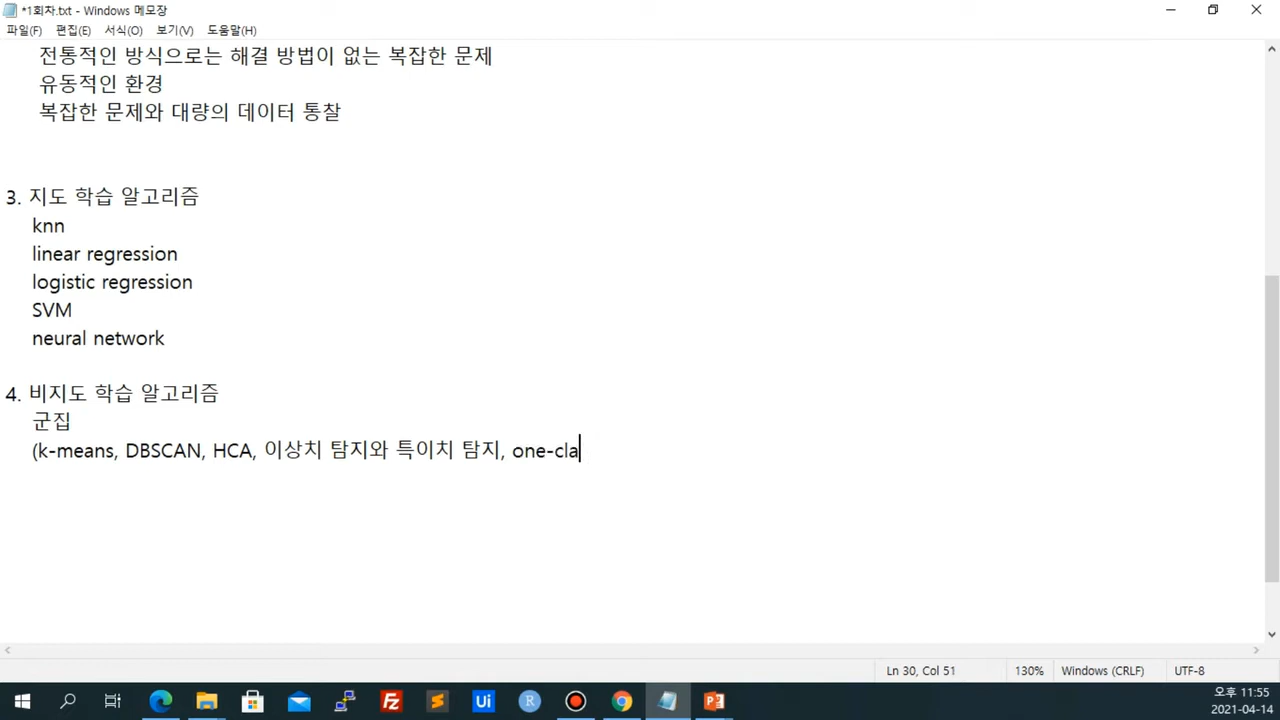 *1회차.txt - Windows 메모장
파일(F) 편집(E) 서식(O) 보기(V) 도움말(H)
전통적인 방식으로는 해결 방법이 없는 복잡한 문제
유동적인 환경
복잡한 문제와 대량의 데이터 통찰
3. 지도 학습 알고리즘
knn
linear regression
logistic regression
SVM
neural network
4. 비지도 학습 알고리즘
군집
(k-means, DBSCAN, HCA, 이상치 탐지와 특이치 탐지, one-cla
Ln 30, Col 51 130% Windows (CRLF) UTF-8
Fz Ui R P
오후 11:55
2021-04-14